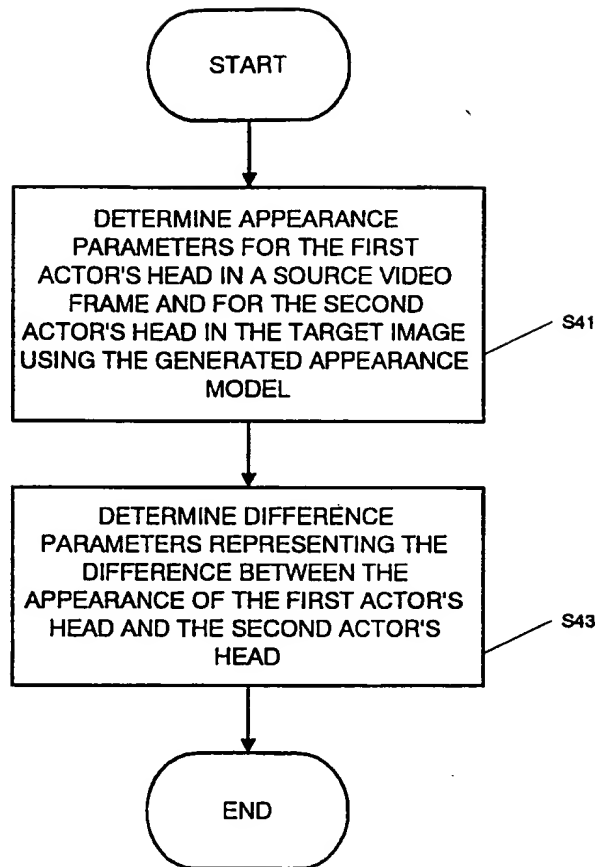 START
DETERMINE APPEARANCE
PARAMETERS FOR THE FIRST
ACTOR'S HEAD IN A SOURCE VIDEO
FRAME AND FOR THE SECOND
ACTOR'S HEAD IN THE TARGET IMAGE
USING THE GENERATED APPEARANCE
MODEL
S41
DETERMINE DIFFERENCE
PARAMETERS REPRESENTING THE
DIFFERENCE BETWEEN THE
APPEARANCE OF THE FIRST ACTOR'S
HEAD AND THE SECOND ACTOR'S
HEAD
S43
END